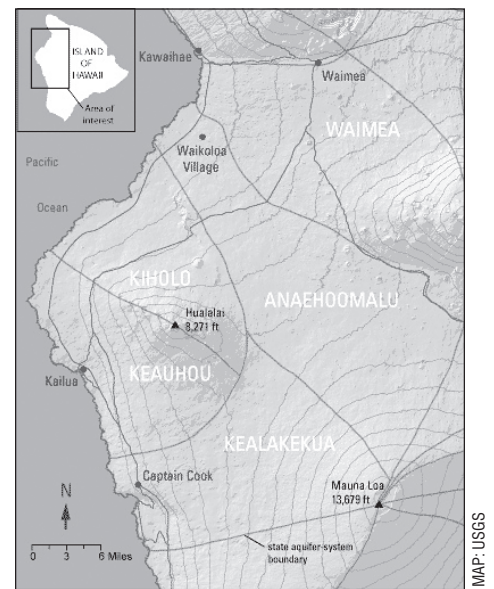 ISLAND
OF
HAWAII
Area of
interest
Kawaihae
Waimea
WAIMEA
Waikoloa
Village
Pacific
Ocean
KIHOLO
ANAEHOOMALU
Hualalai
8,271 ft
KEAUHOU
Kailua
KEALAKEKUA
Captain Cook
Mauna Loa
13,679 ft
N
state aquifer-system
boundary
0 3 6 Miles
MAP: USGS